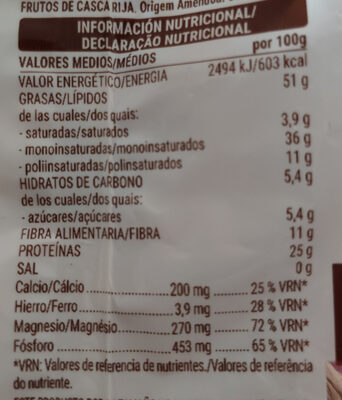 FRUTOS DE CASCA RIJA. Origem
INFORMACIÓN NUTRICIONAL/
DECLARAÇÃO NUTRICIONAL
VALORES MEDIOS/MÉDIOS por 100g
VALOR ENERGÉTICO/ENERGIA 2494 kJ/603 kcal
GRASAS/LÍPIDOS 51 g
de las cuales/dos quais:
- saturadas/saturados 3,9 g
- monoinsaturadas/monoinsaturados 36 g
- poliinsaturadas/polinsaturados 11 g
HIDRATOS DE CARBONO 5,4 g
de los cuales/dos quais:
- azúcares/açúcares 5,4 g
FIBRA ALIMENTARIA/FIBRA 11 g
PROTEÍNAS 25 g
SAL 0 g
Calcio/Cálcio 200 mg 25 % VRN*
Hierro/Ferro 3,9 mg 28 % VRN*
Magnesio/Magnésio 270 mg 72 % VRN*
Fósforo 453 mg 65 % VRN*
*VRN: Valores de referencia de nutrientes./Valores de referência
do nutriente.